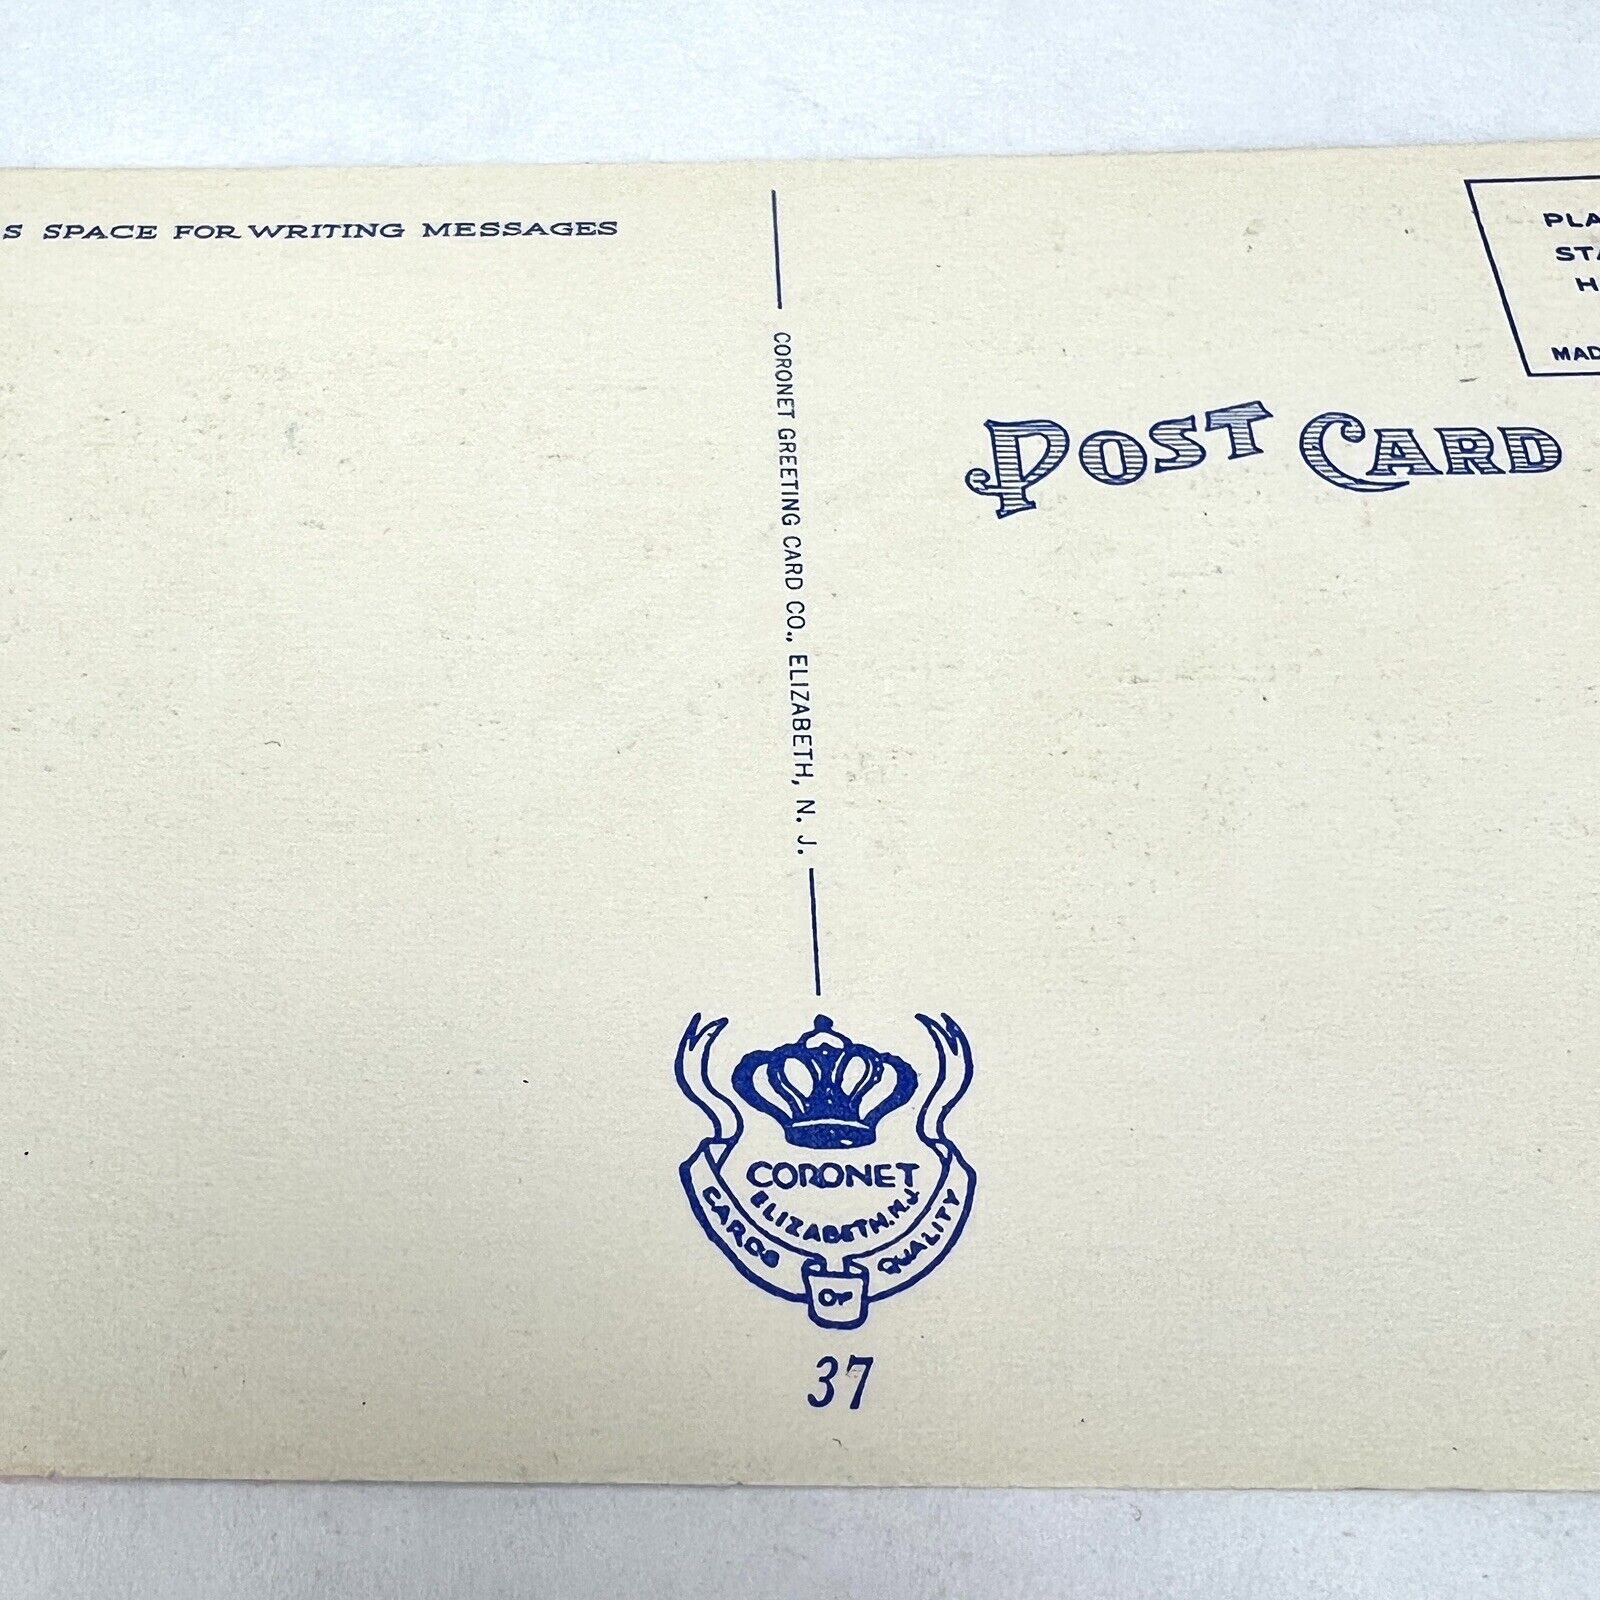 S SPACE FOR WRITING MESSAGES
CORONET GREETING CARD CO., ELIZABETH, N. J.
PLA
STA
H
MAD
POST CARD
CORONET
ELIZABETH. N.J.
CARDS OF QUALITY
37